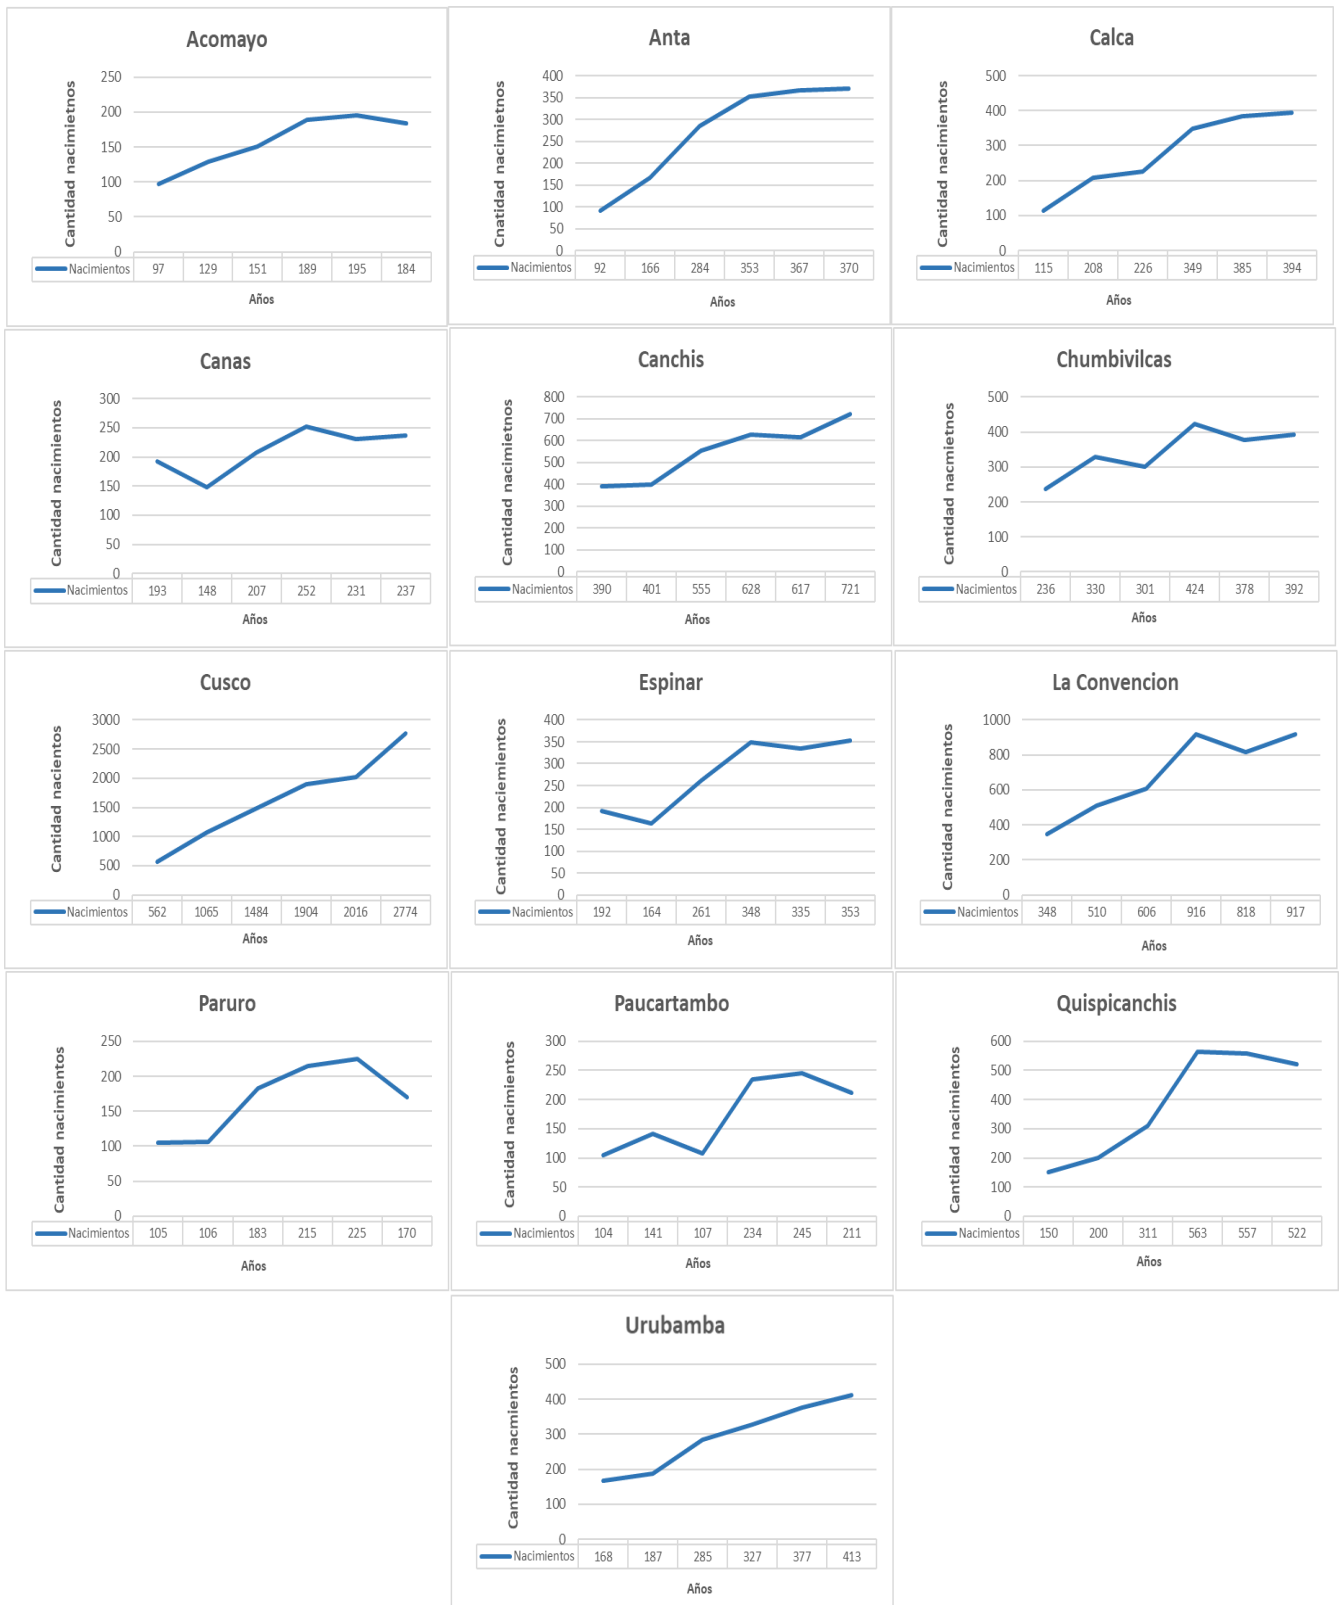 Acomayo
Cantidad nacimietnos
250
200
150
100
50
0
Nacimientos 97 129 151 189 195 184
Años
Anta
Cnatidad nacimietnos
400
350
300
250
200
150
100
50
0
Nacimientos 92 166 284 353 367 370
Años
Calca
Cantidad nacimientos
500
400
300
200
100
0
Nacimientos 115 208 226 349 385 394
Años
Canas
Cantidad nacimientos
300
250
200
150
100
50
0
Nacimientos 193 148 207 252 231 237
Años
Canchis
Cantidad nacimietnos
800
700
600
500
400
300
200
100
0
Nacimientos 390 401 555 628 617 721
Años
Chumbivilcas
Cantidad nacmietnos
500
400
300
200
100
0
Nacimientos 236 330 301 424 378 392
Años
Cusco
Cantidad nacientos
3000
2500
2000
1500
1000
500
0
Nacimientos 562 1065 1484 1904 2016 2774
Años
Espinar
Cantidad naciemientos
400
350
300
250
200
150
100
50
0
Nacimientos 192 164 261 348 335 353
Años
La Convencion
Cantidad nacimientos
1000
800
600
400
200
0
Nacimientos 348 510 606 916 818 917
Años
Paruro
Cantidad nacimientos
250
200
150
100
50
0
Nacimientos 105 106 183 215 225 170
Años
Paucartambo
Cantidad nacimientos
300
250
200
150
100
50
0
Nacimientos 104 141 107 234 245 211
Años
Quispicanchis
Cantidad nacimientos
600
500
400
300
200
100
0
Nacimientos 150 200 311 563 557 522
Años
Urubamba
Cantidad nacmientos
500
400
300
200
100
0
Nacimientos 168 187 285 327 377 413
Años